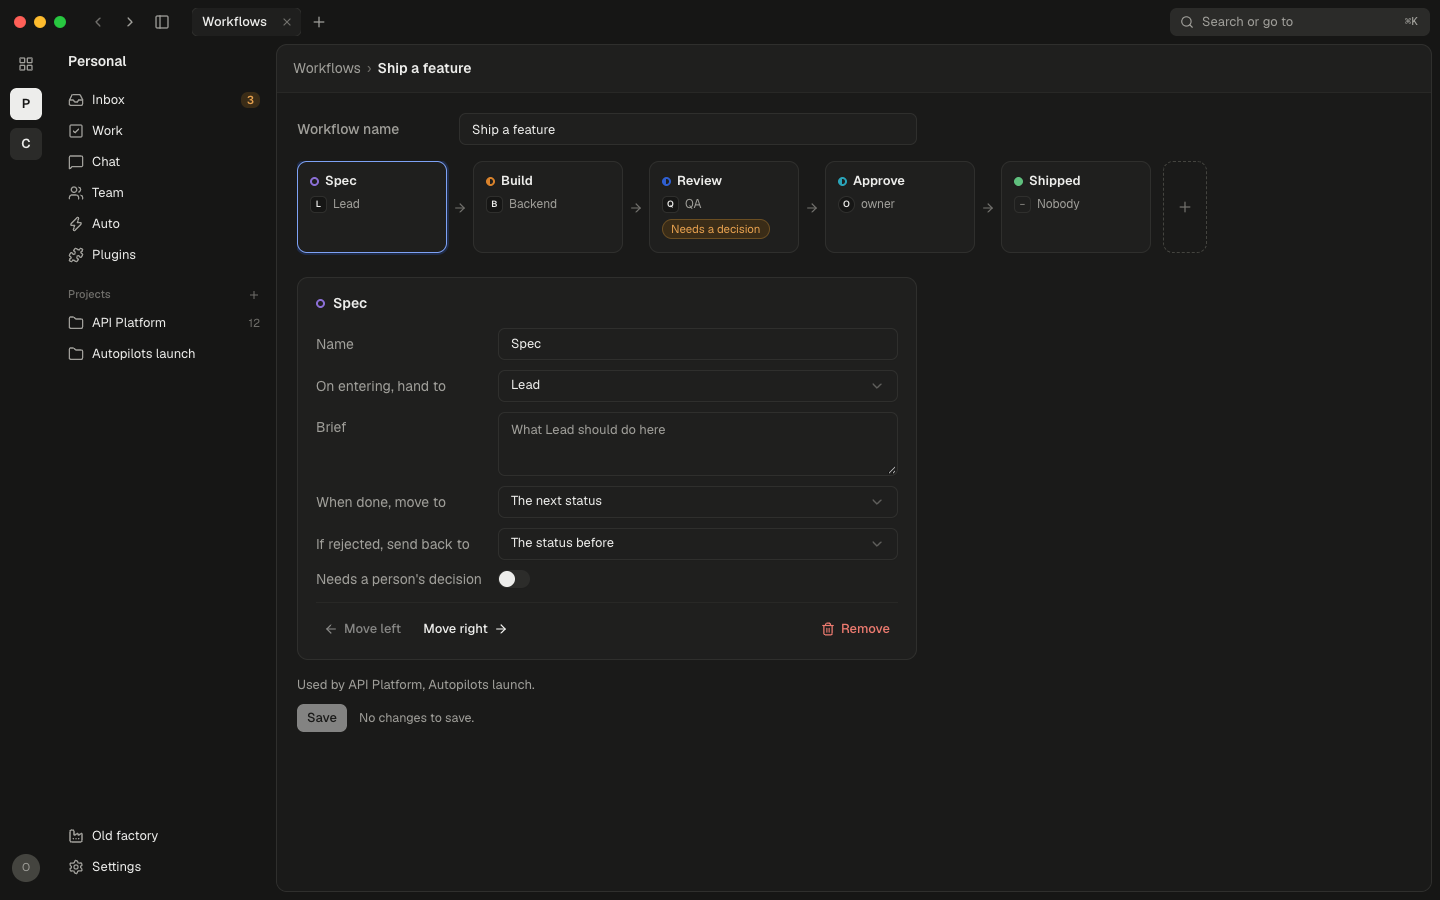 Workflows
Search or go to ⌘K
Personal
P
C
Inbox 3
Work
Chat
Team
Auto
Plugins
Projects
API Platform 12
Autopilots launch
Old factory
Settings
O
Workflows › Ship a feature
Workflow name Ship a feature
Spec
L Lead
Build
B Backend
Review
Q QA
Needs a decision
Approve
O owner
Shipped
– Nobody
Spec
Name Spec
On entering, hand to Lead
Brief What Lead should do here
When done, move to The next status
If rejected, send back to The status before
Needs a person's decision
Move left Move right Remove
Used by API Platform, Autopilots launch.
Save No changes to save.